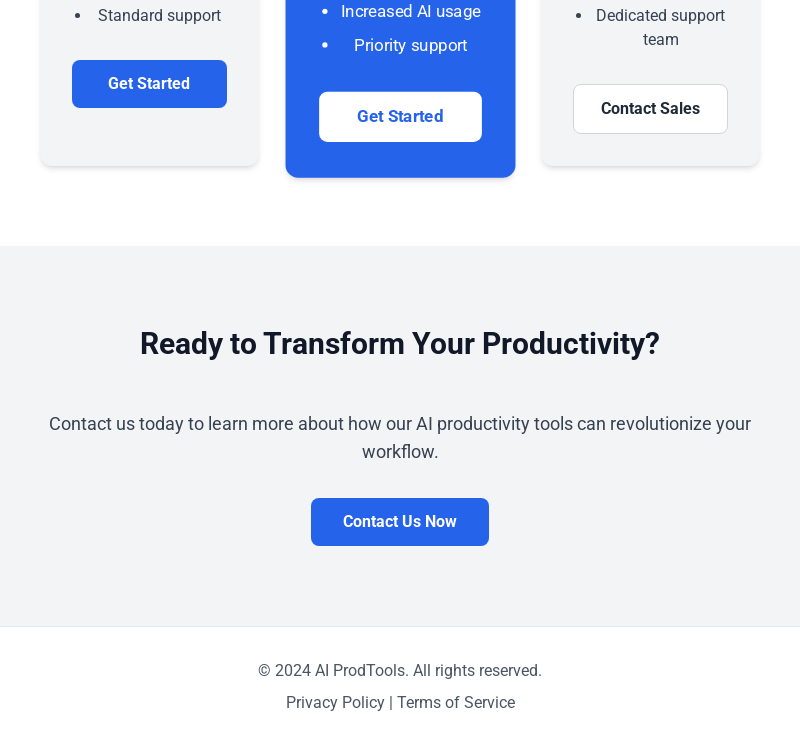 Standard support
Get Started
Increased AI usage
Priority support
Get Started
Dedicated support
team
Contact Sales
Ready to Transform Your Productivity?
Contact us today to learn more about how our AI productivity tools can revolutionize your
workflow.
Contact Us Now
© 2024 AI ProdTools. All rights reserved.
Privacy Policy | Terms of Service